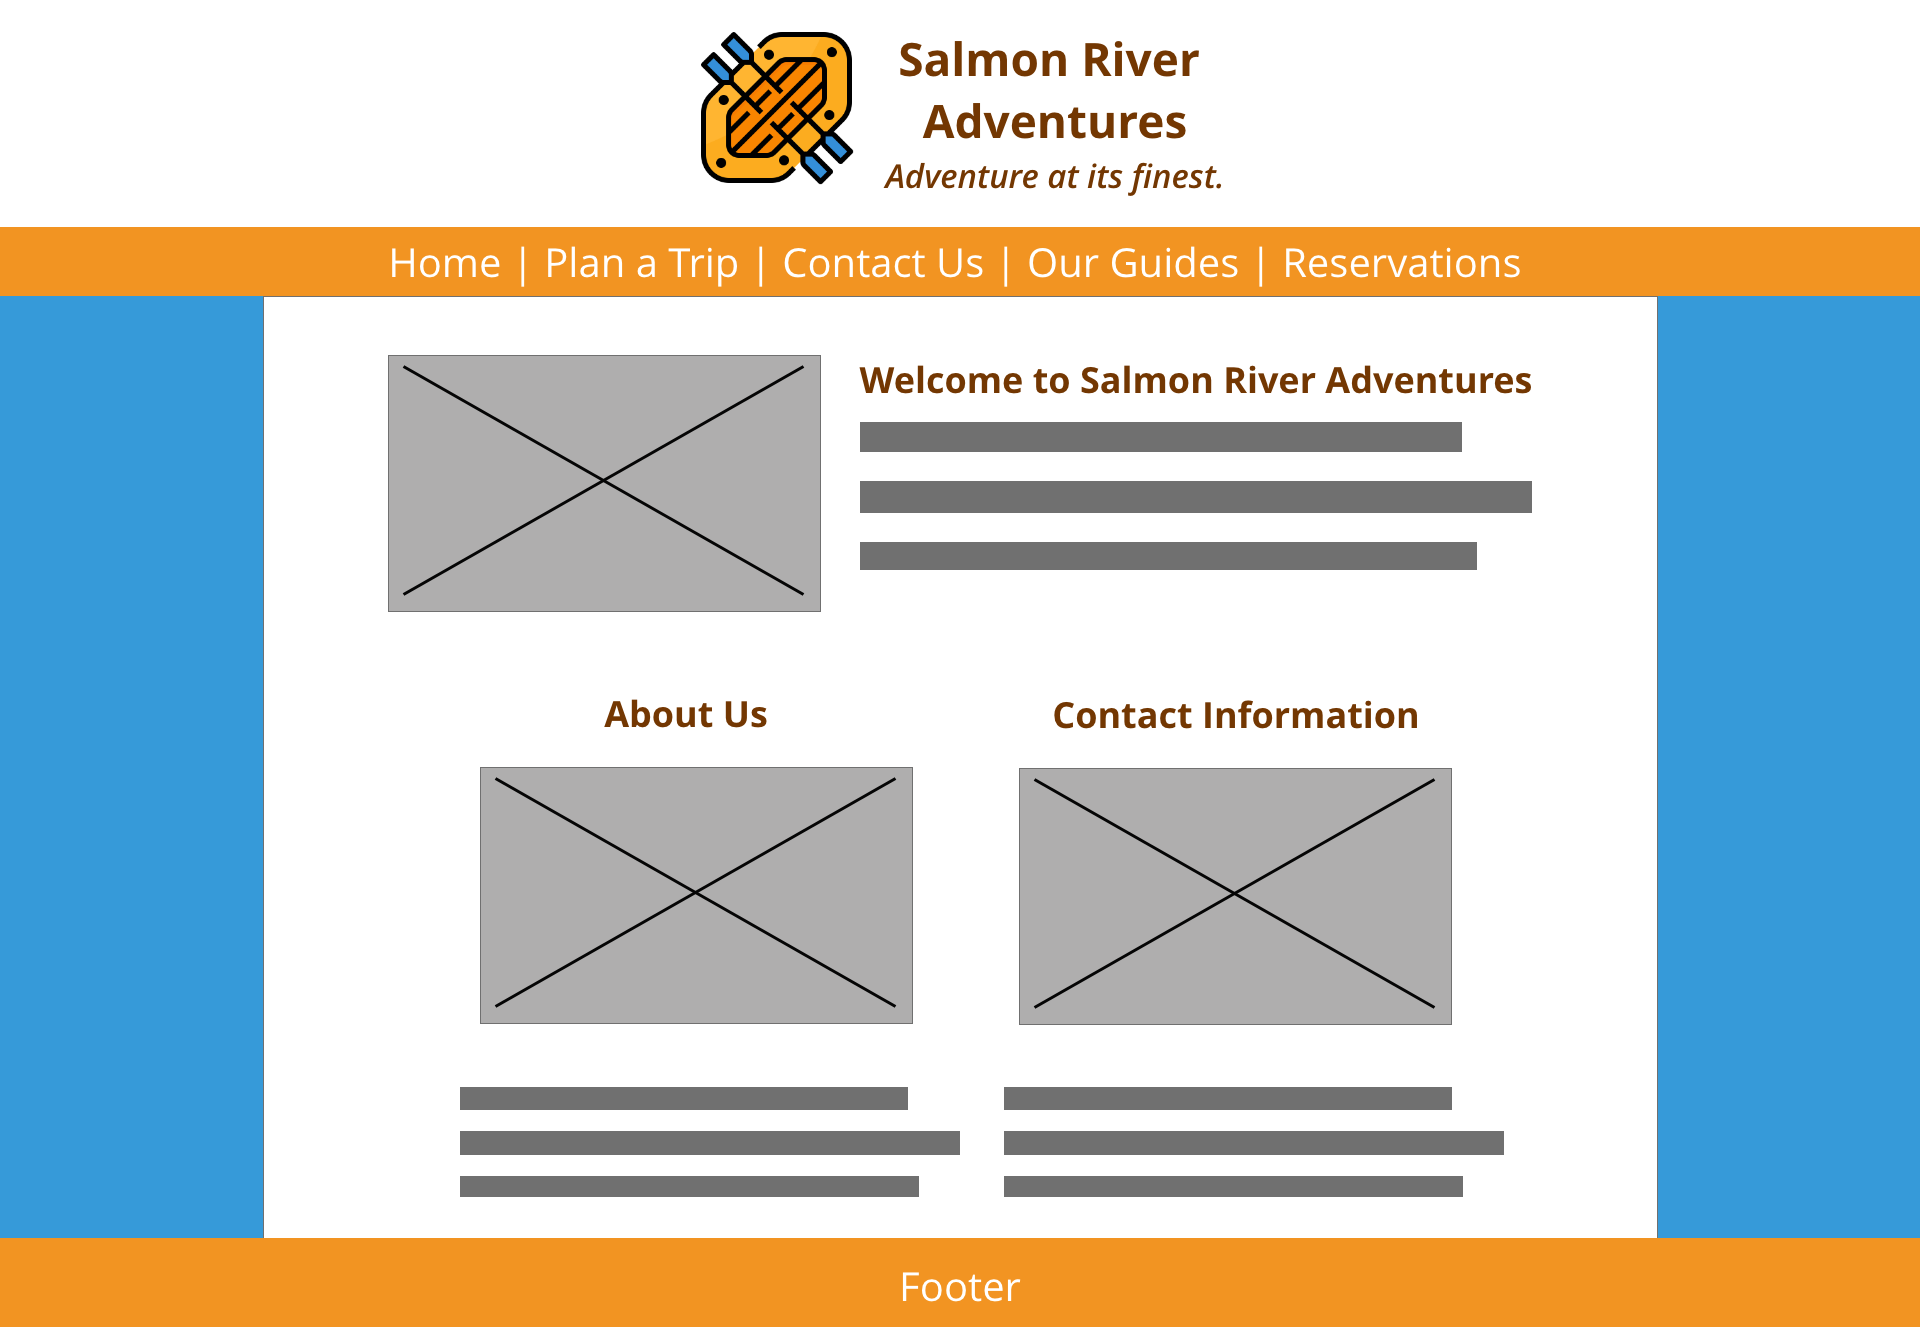 Salmon River
Adventures
Adventure at its finest.
Home | Plan a Trip | Contact Us | Our Guides | Reservations
Welcome to Salmon River Adventures
About Us
Contact Information
Footer